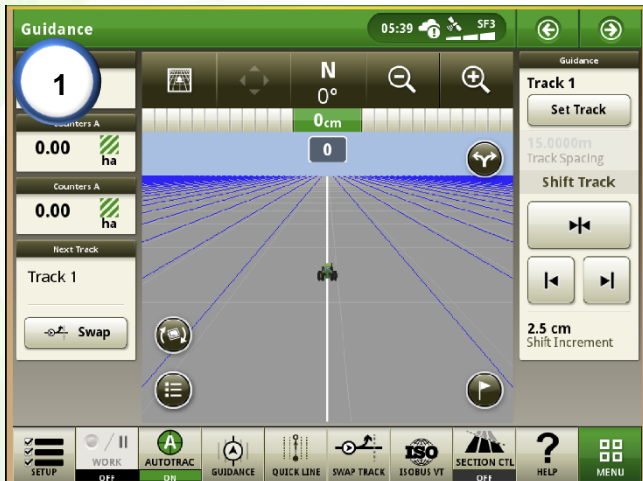 Guidance
05:39
SF3
1
Counters A
0.00
ha
Counters A
0.00
ha
Next Track
Track 1
Swap
N
0°
0cm
0
Guidance
Track 1
Set Track
15.0000m
Track Spacing
Shift Track
2.5 cm
Shift Increment
SETUP
WORK
OFF
A
AUTOTRAC
ON
GUIDANCE
QUICK LINE
SWAP TRACK
ISO
ISOBUS VT
SECTION CTL
OFF
?
HELP
MENU